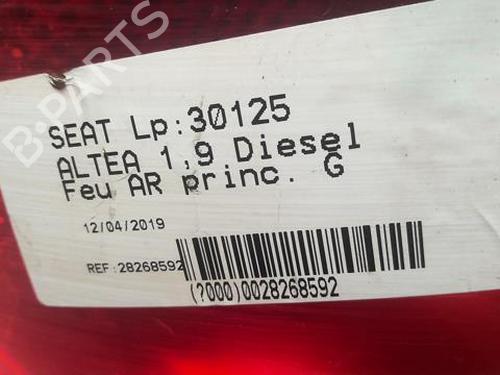 B-PARTS
SEAT Lp:30125
ALTEA 1,9 Diesel
Feu AR princ. G
12/04/2019
REF:28268592
(?000)0028268592